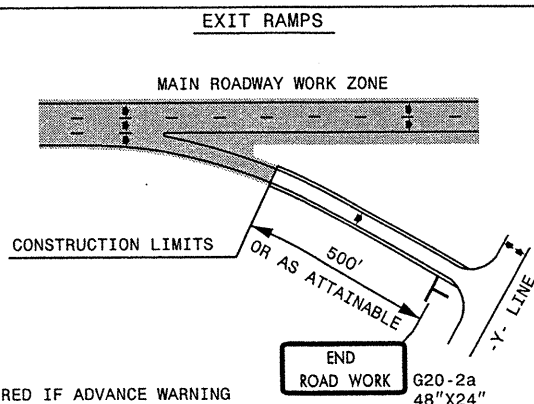 EXIT RAMPS
MAIN ROADWAY WORK ZONE
CONSTRUCTION LIMITS
500'
OR AS ATTAINABLE
-Y- LINE
END
ROAD WORK
G20-2a
48"X24"
RED IF ADVANCE WARNING